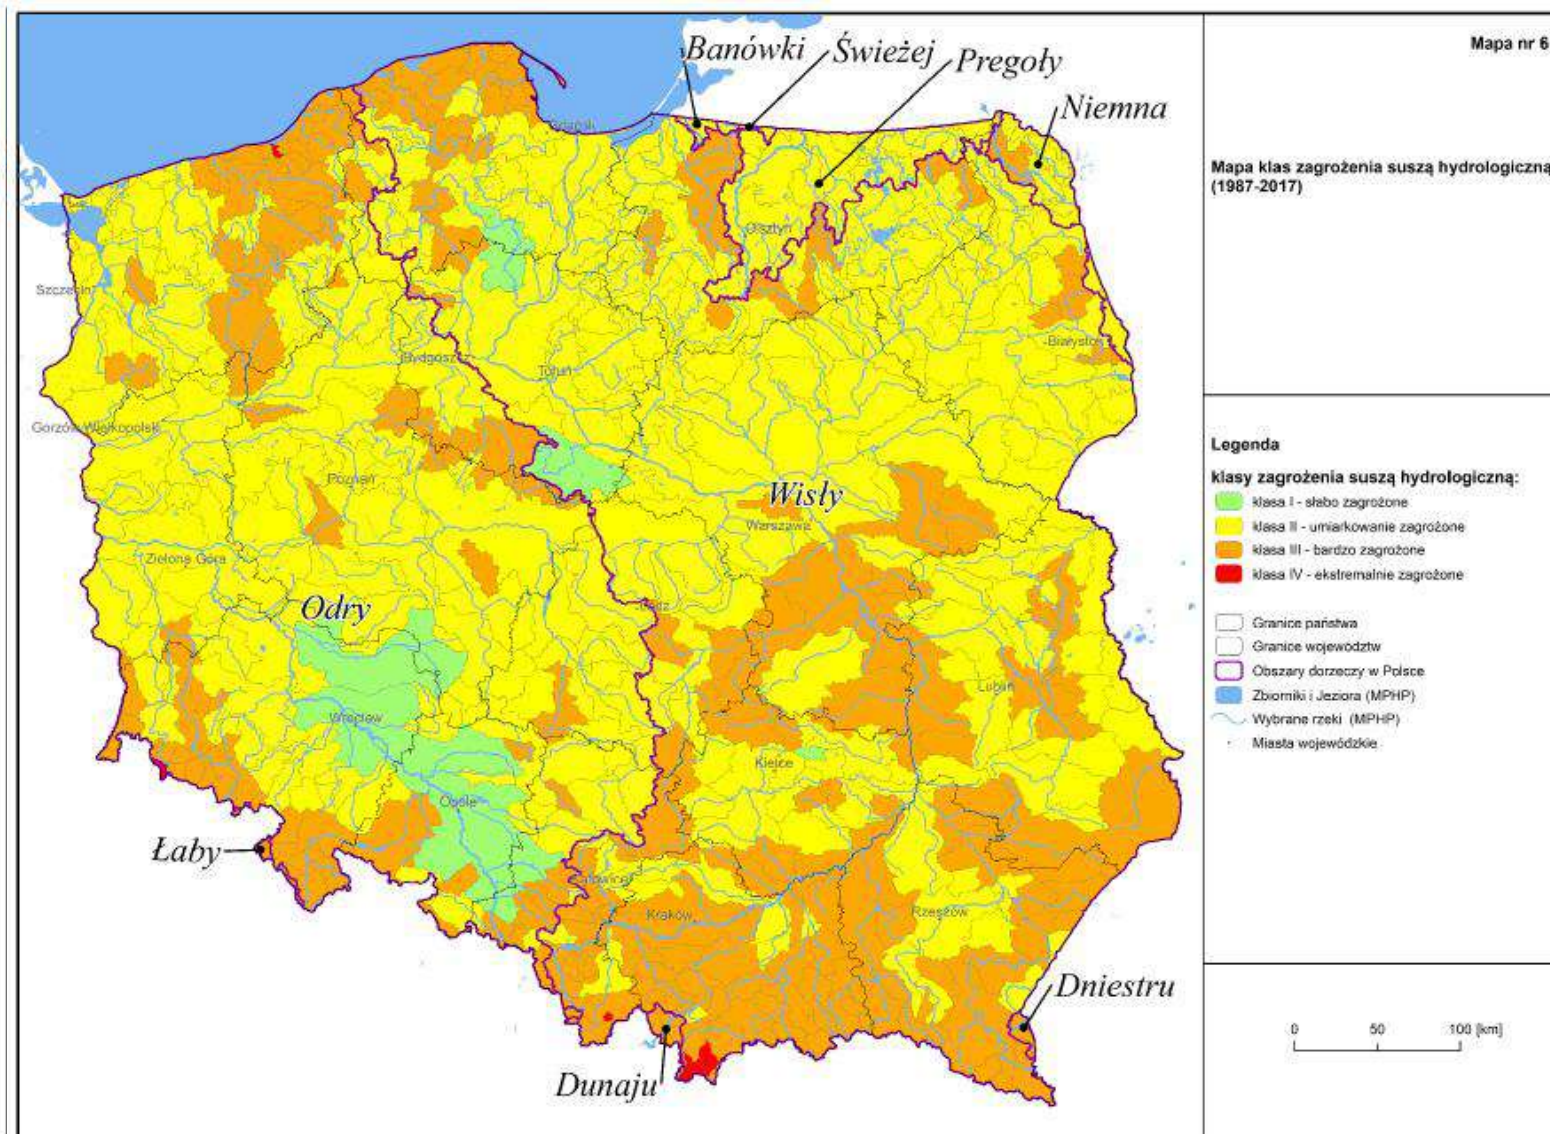 Banówki
Świeżej
Pregoły
Niemna
Mapa nr 6
Mapa klas zagrożenia suszą hydrologiczną
(1987-2017)
Olsztyn
Szczecin
Białystok
Bydgoszcz
Toruń
Gorzów Wielkopolski
Poznań
Wisły
Warszawa
Zielona Góra
Odry
Wrocław
Lublin
Kielce
Opole
Łaby
Katowice
Kraków
Rzeszów
Dniestru
Dunaju
Legenda
klasy zagrożenia suszą hydrologiczną:
klasa I - słabo zagrożone
klasa II - umiarkowanie zagrożone
klasa III - bardzo zagrożone
klasa IV - ekstremalnie zagrożone
Granice państwa
Granice województw
Obszary dorzeczy w Polsce
Zbiorniki i Jeziora (MPHP)
Wybrane rzeki (MPHP)
Miasta wojewódzkie
0 50 100 [km]